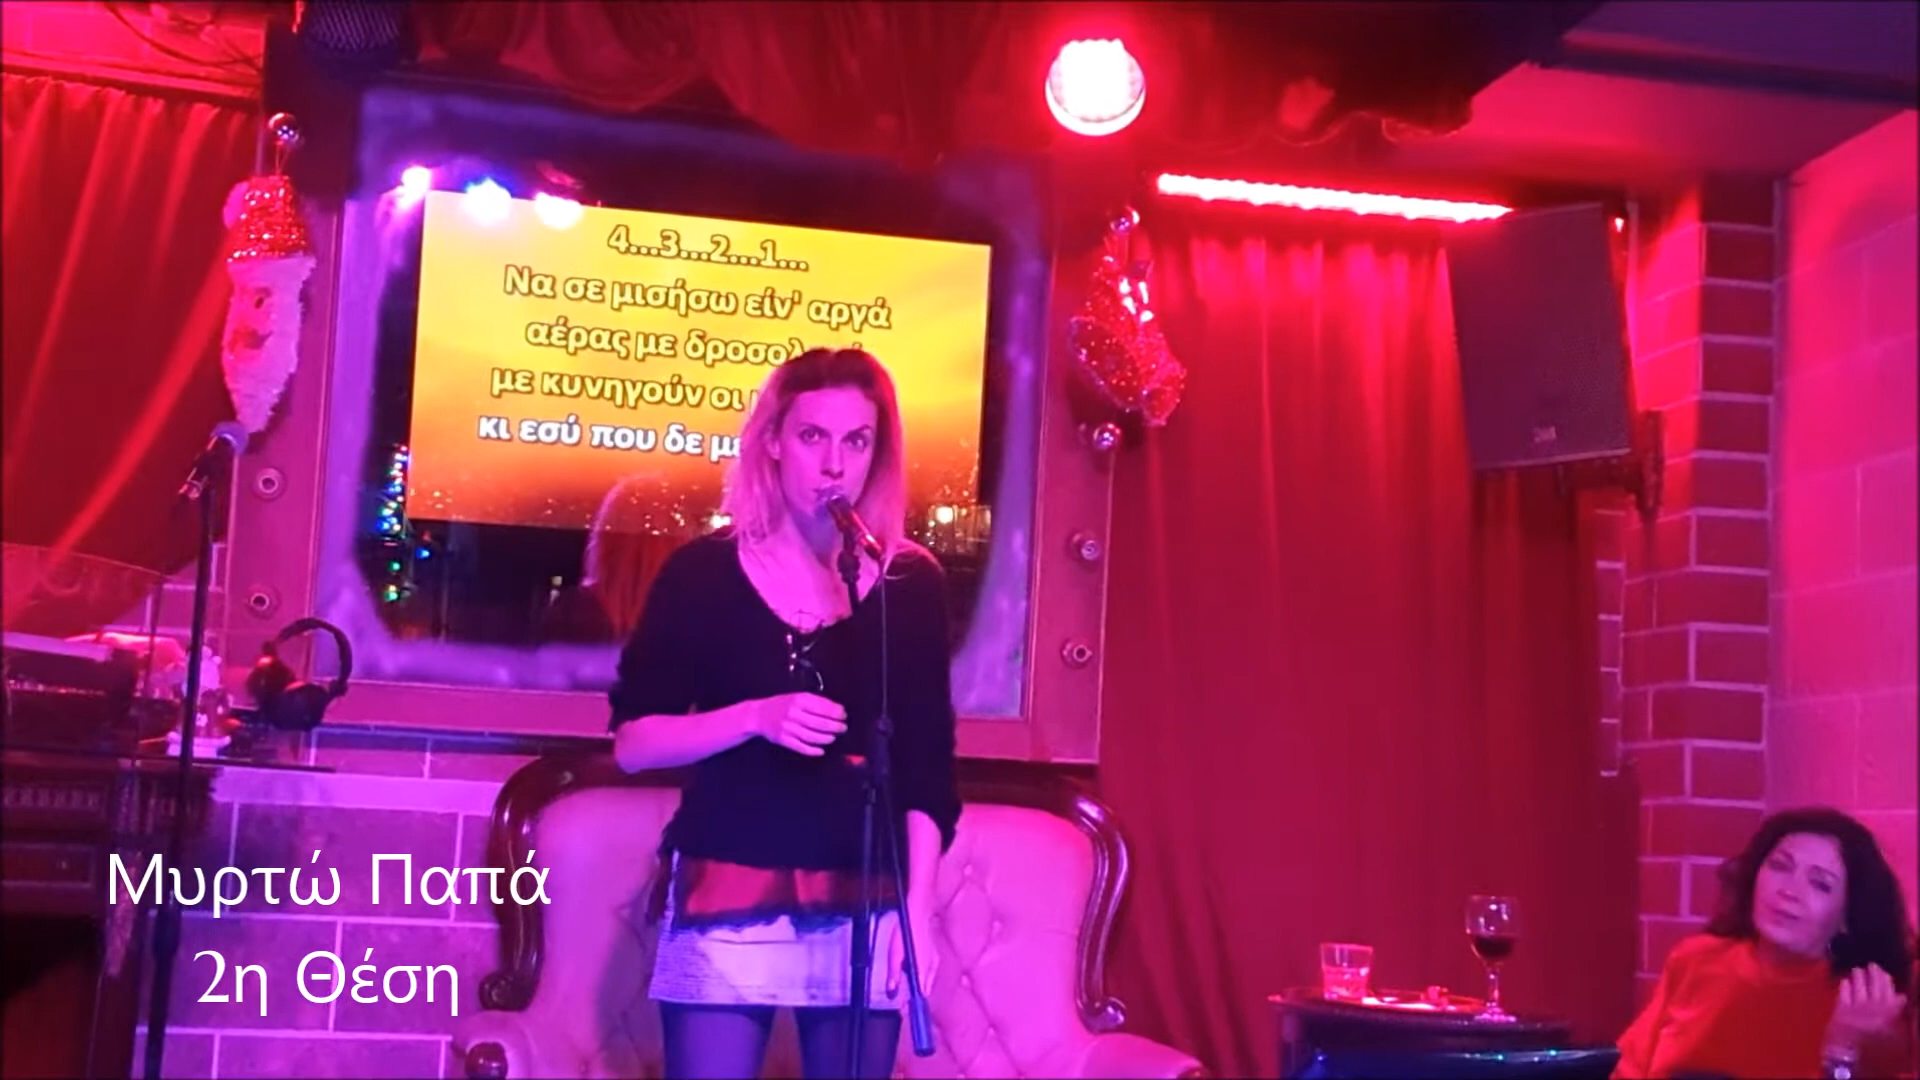 4...3...2...1...
Να σε μισήσω είν' αργά
αέρας με
με κυνηγούν οι
κι εσύ που δε
Μυρτώ Παπά
2η Θέση